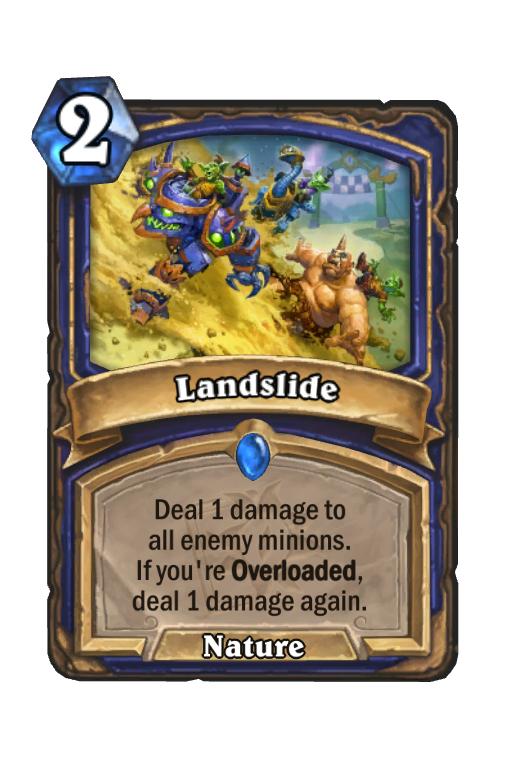 2
Landslide
Deal 1 damage to
all enemy minions.
If you're Overloaded,
deal 1 damage again.
Nature